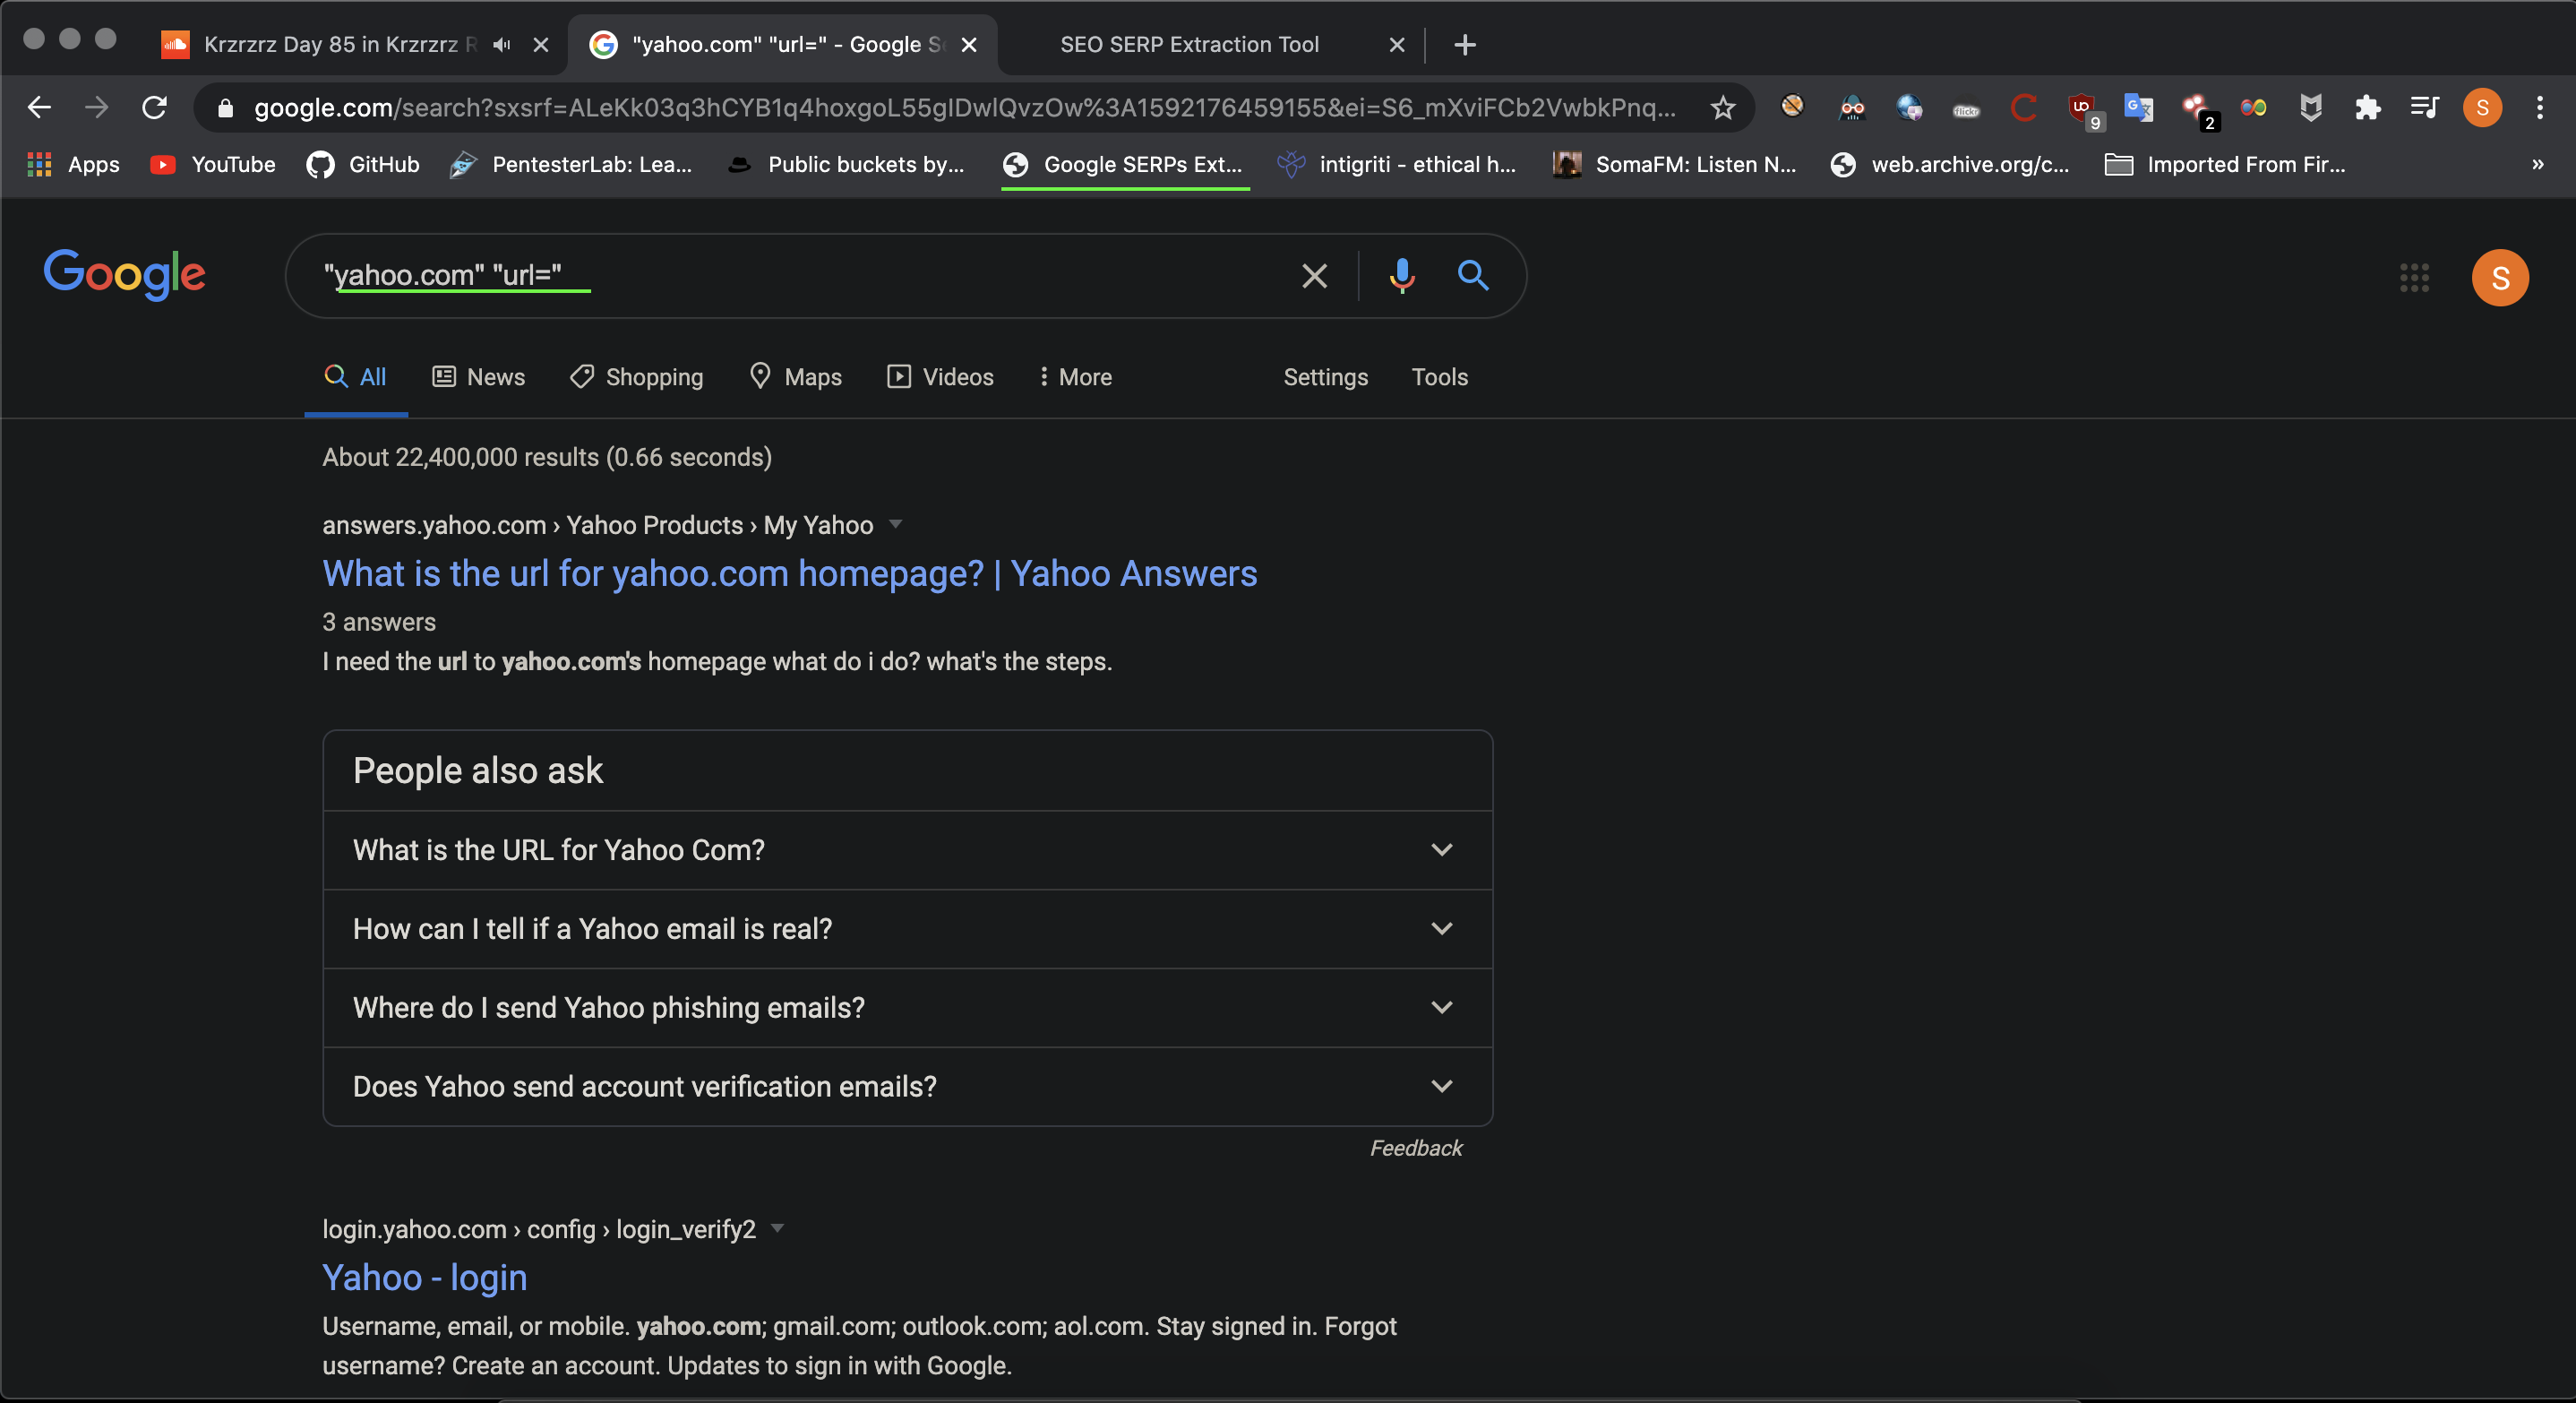 Krzrzrz Day 85 in Krzrzrz R
"yahoo.com" "url=" - Google Se
SEO SERP Extraction Tool
google.com/search?sxsrf=ALeKk03q3hCYB1q4hoxgoL55gIDwlQvzOw%3A1592176459155&ei=S6_mXviFCb2VwbkPnq...
flickr
9
2
S
Apps
YouTube
GitHub
PentesterLab: Lea...
Public buckets by...
Google SERPs Ext...
intigriti - ethical h...
SomaFM: Listen N...
web.archive.org/c...
Imported From Fir...
»
Google
"yahoo.com" "url="
S
All
News
Shopping
Maps
Videos
More
Settings
Tools
About 22,400,000 results (0.66 seconds)
answers.yahoo.com › Yahoo Products › My Yahoo
What is the url for yahoo.com homepage? | Yahoo Answers
3 answers
I need the url to yahoo.com's homepage what do i do? what's the steps.
People also ask
What is the URL for Yahoo Com?
How can I tell if a Yahoo email is real?
Where do I send Yahoo phishing emails?
Does Yahoo send account verification emails?
Feedback
login.yahoo.com › config › login_verify2
Yahoo - login
Username, email, or mobile. yahoo.com; gmail.com; outlook.com; aol.com. Stay signed in. Forgot
username? Create an account. Updates to sign in with Google.